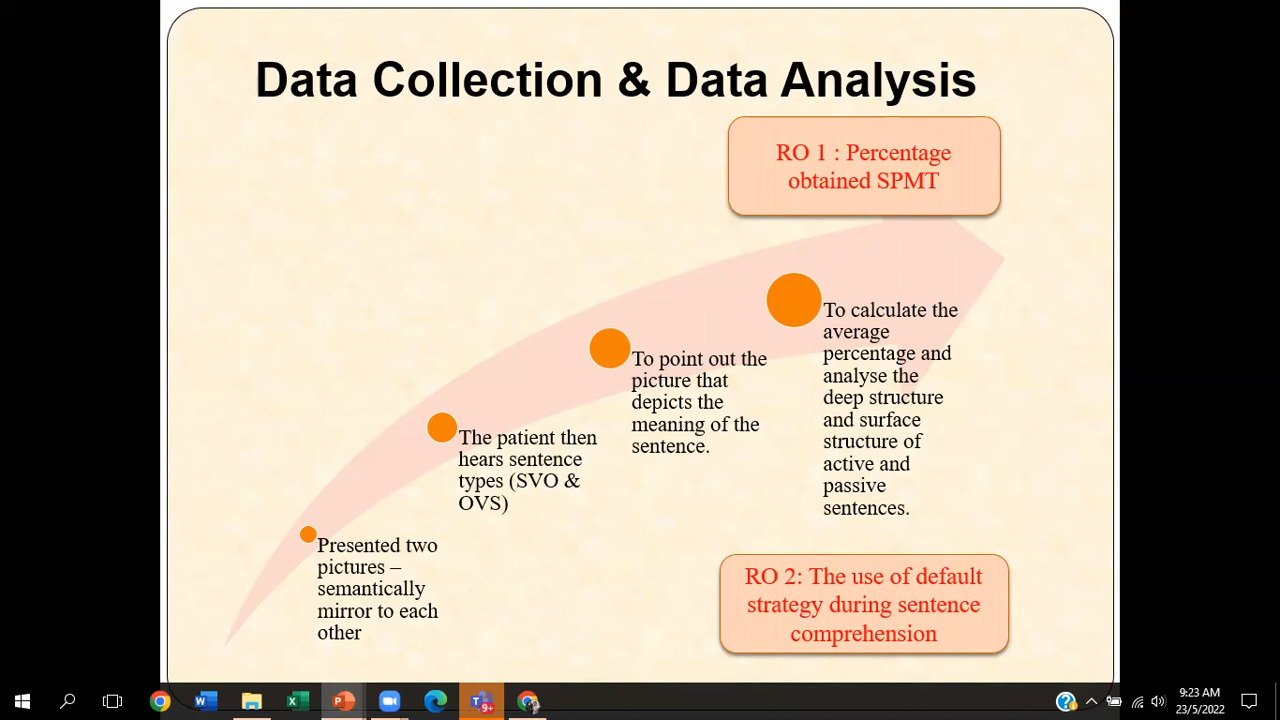 Data Collection & Data Analysis
RO 1 : Percentage
obtained SPMT
To calculate the
average
percentage and
analyse the
deep structure
and surface
structure of
active and
passive
sentences.
To point out the
picture that
depicts the
meaning of the
sentence.
The patient then
hears sentence
types (SVO &
OVS)
Presented two
pictures –
semantically
mirror to each
other
RO 2: The use of default
strategy during sentence
comprehension
9+
9:23 AM
23/5/2022